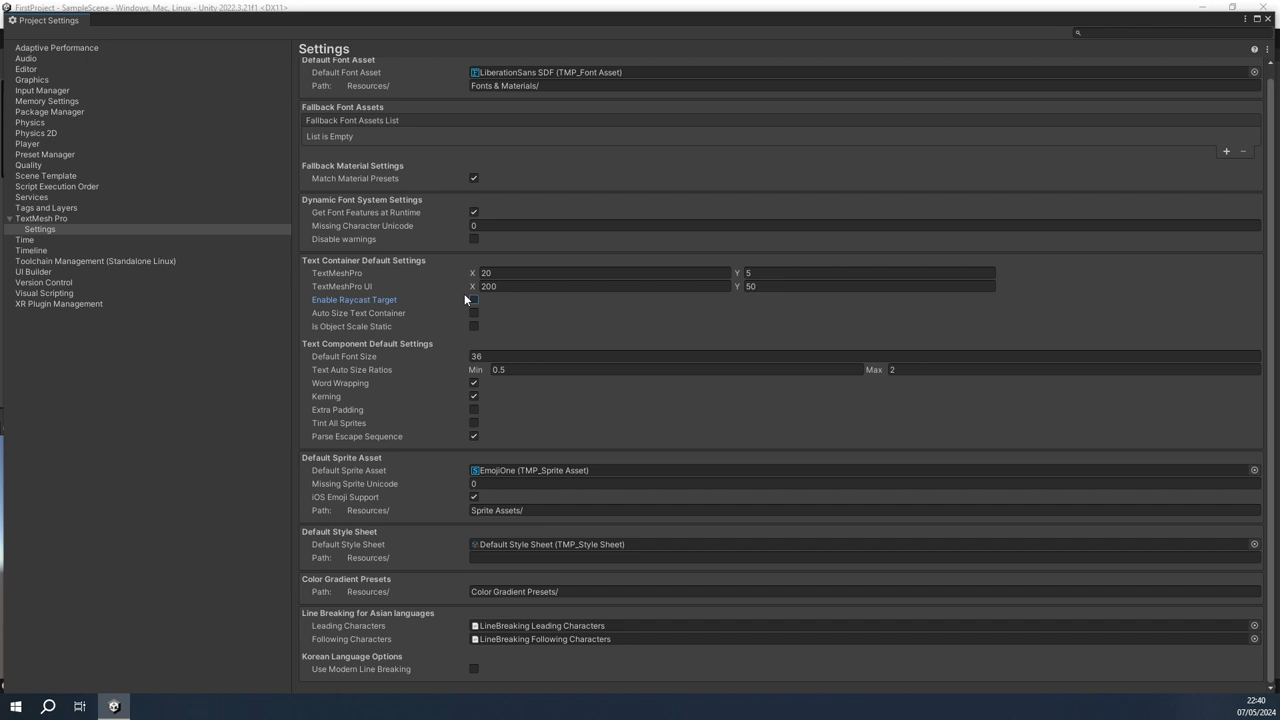 FirstProject - SampleScene - Windows, Mac, Linux - Unity 2022.3.21f1 <DX11>
Project Settings
Adaptive Performance
Audio
Editor
Graphics
Input Manager
Memory Settings
Package Manager
Physics
Physics 2D
Player
Preset Manager
Quality
Scene Template
Script Execution Order
Services
Tags and Layers
TextMesh Pro
Settings
Time
Timeline
Toolchain Management (Standalone Linux)
UI Builder
Version Control
Visual Scripting
XR Plugin Management
Settings
Default Font Asset
Default Font Asset LiberationSans SDF (TMP_Font Asset)
Path: Resources/ Fonts & Materials/
Fallback Font Assets
Fallback Font Assets List
List is Empty
Fallback Material Settings
Match Material Presets
Dynamic Font System Settings
Get Font Features at Runtime
Missing Character Unicode 0
Disable warnings
Text Container Default Settings
TextMeshPro X 20 Y 5
TextMeshPro UI X 200 Y 50
Enable Raycast Target
Auto Size Text Container
Is Object Scale Static
Text Component Default Settings
Default Font Size 36
Text Auto Size Ratios Min 0.5 Max 2
Word Wrapping
Kerning
Extra Padding
Tint All Sprites
Parse Escape Sequence
Default Sprite Asset
Default Sprite Asset EmojiOne (TMP_Sprite Asset)
Missing Sprite Unicode 0
iOS Emoji Support
Path: Resources/ Sprite Assets/
Default Style Sheet
Default Style Sheet Default Style Sheet (TMP_Style Sheet)
Path: Resources/
Color Gradient Presets
Path: Resources/ Color Gradient Presets/
Line Breaking for Asian languages
Leading Characters LineBreaking Leading Characters
Following Characters LineBreaking Following Characters
Korean Language Options
Use Modern Line Breaking
22:40
07/05/2024